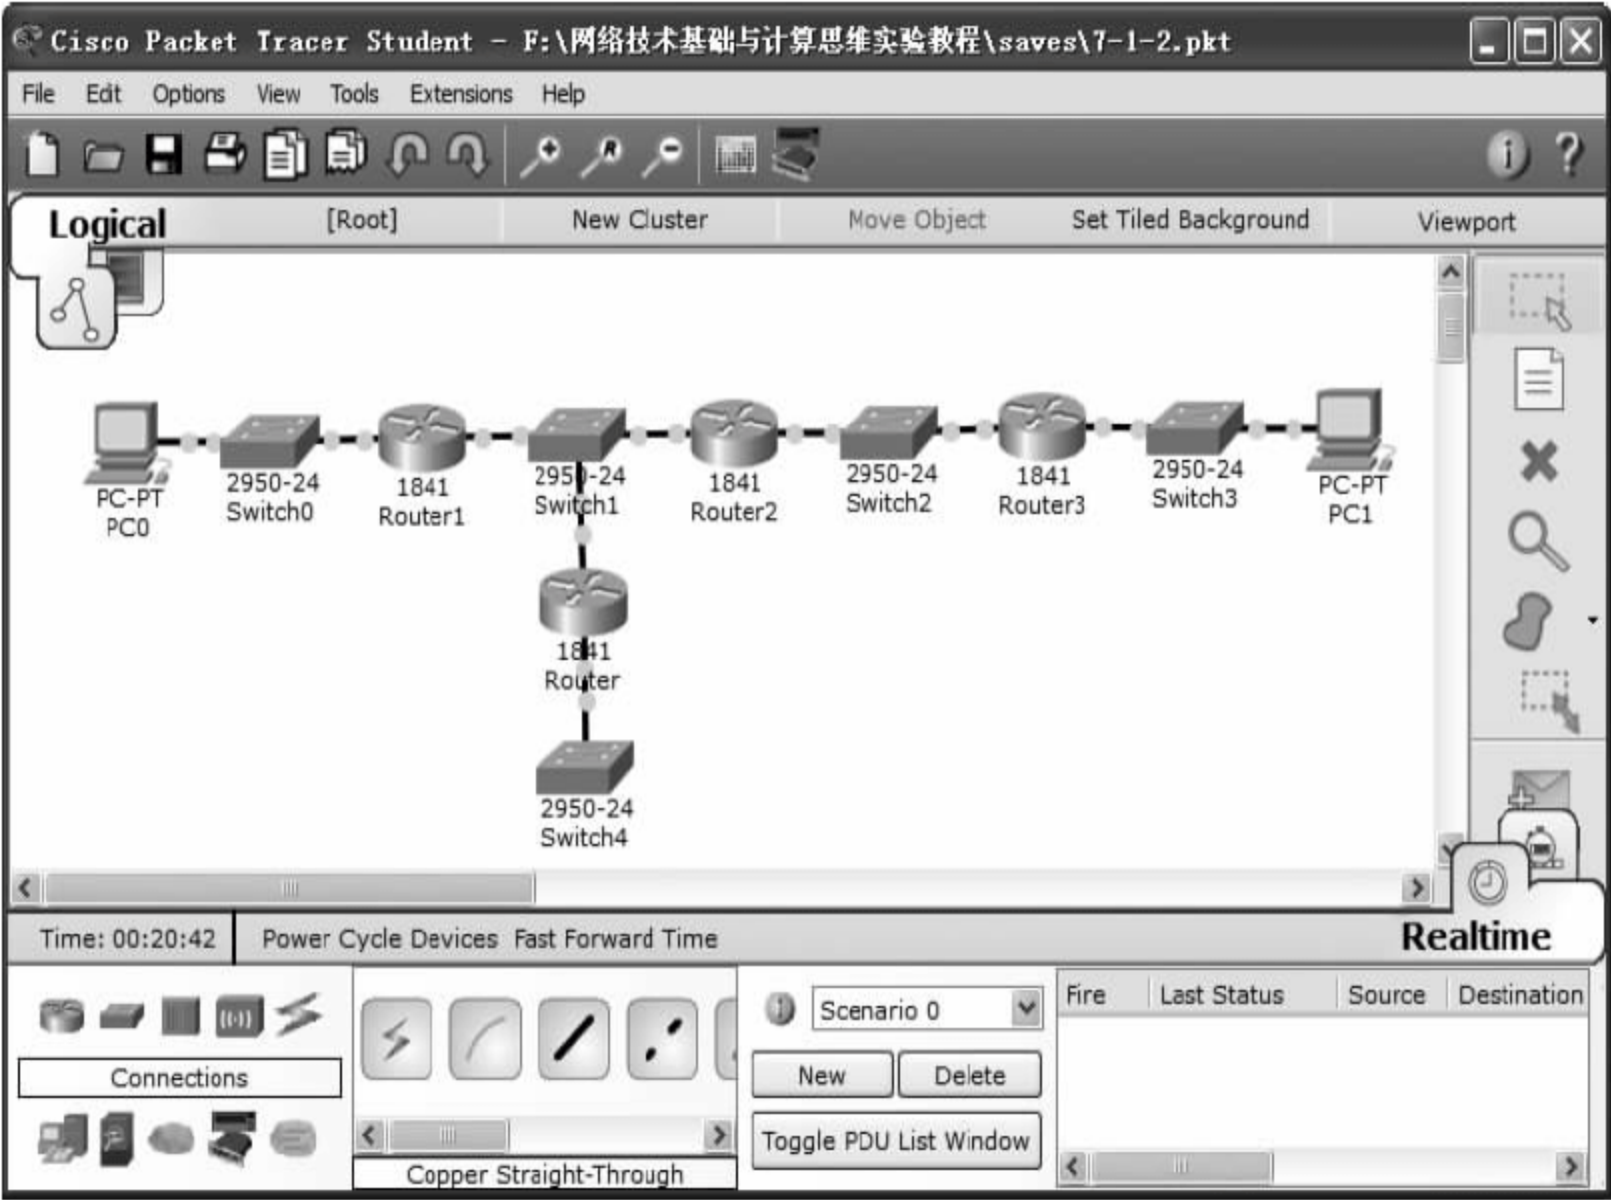 Cisco Packet Tracer Student - F:\网络技术基础与计算思维实验教程\saves\7-1-2.pkt
File Edit Options View Tools Extensions Help
Logical [Root] New Cluster Move Object Set Tiled Background Viewport
PC-PT
PC0
2950-24
Switch0
1841
Router1
2950-24
Switch1
1841
Router2
2950-24
Switch2
1841
Router3
2950-24
Switch3
PC-PT
PC1
1841
Router
2950-24
Switch4
Time: 00:20:42 Power Cycle Devices Fast Forward Time Realtime
Connections
Copper Straight-Through
Scenario 0
New Delete
Toggle PDU List Window
Fire Last Status Source Destination